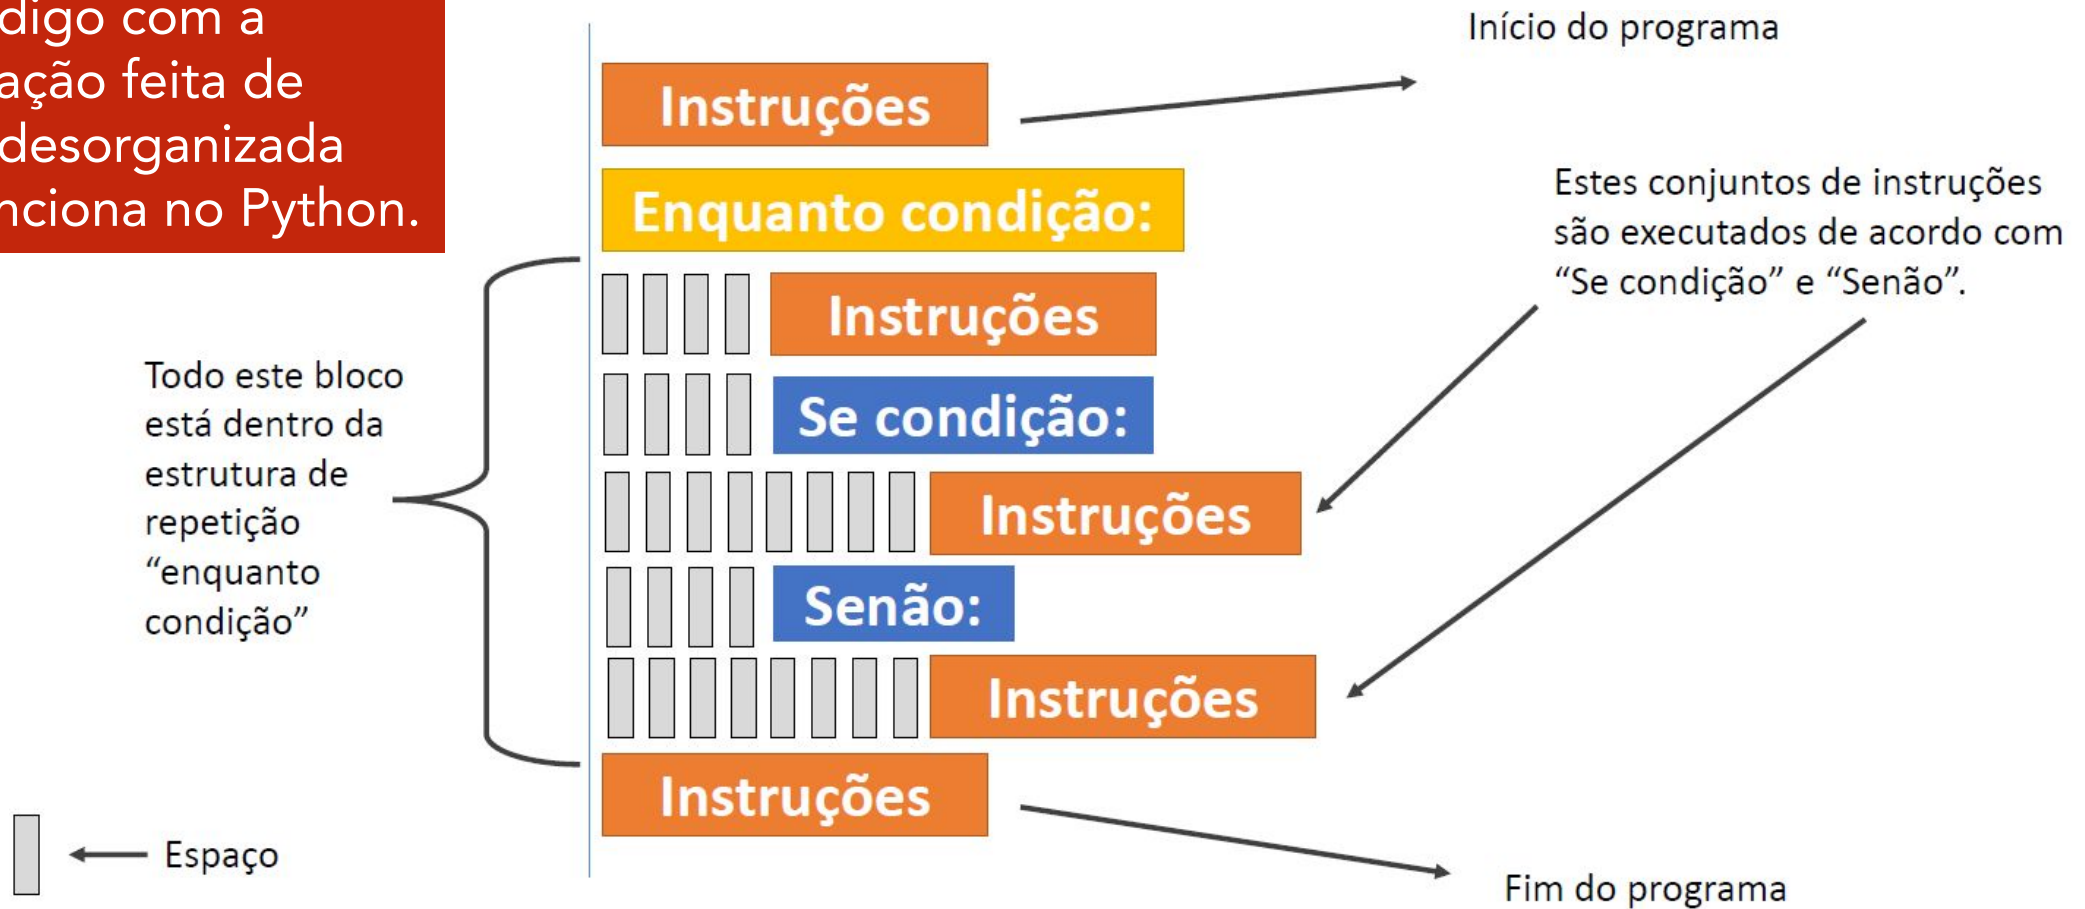 digo com a
ação feita de
desorganizada
nciona no Python.
Início do programa
Instruções
Enquanto condição:
Estes conjuntos de instruções
são executados de acordo com
“Se condição” e “Senão”.
Instruções
Se condição:
Instruções
Senão:
Instruções
Instruções
Todo este bloco
está dentro da
estrutura de
repetição
“enquanto
condição”
Espaço
Fim do programa